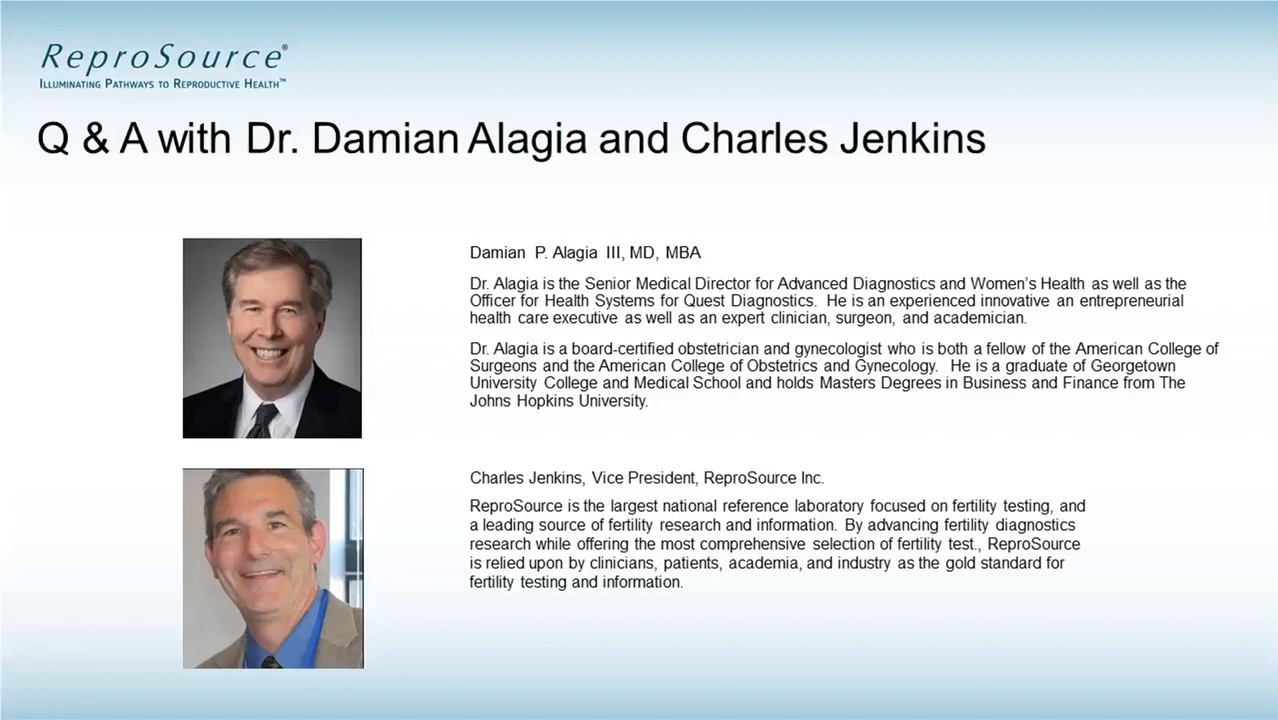 ReproSource®
ILLUMINATING PATHWAYS TO REPRODUCTIVE HEALTH™
Q & A with Dr. Damian Alagia and Charles Jenkins
Damian P. Alagia III, MD, MBA
Dr. Alagia is the Senior Medical Director for Advanced Diagnostics and Women's Health as well as the
Officer for Health Systems for Quest Diagnostics. He is an experienced innovative an entrepreneurial
health care executive as well as an expert clinician, surgeon, and academician.
Dr. Alagia is a board-certified obstetrician and gynecologist who is both a fellow of the American College of
Surgeons and the American College of Obstetrics and Gynecology. He is a graduate of Georgetown
University College and Medical School and holds Masters Degrees in Business and Finance from The
Johns Hopkins University.
Charles Jenkins, Vice President, ReproSource Inc.
ReproSource is the largest national reference laboratory focused on fertility testing, and
a leading source of fertility research and information. By advancing fertility diagnostics
research while offering the most comprehensive selection of fertility test., ReproSource
is relied upon by clinicians, patients, academia, and industry as the gold standard for
fertility testing and information.